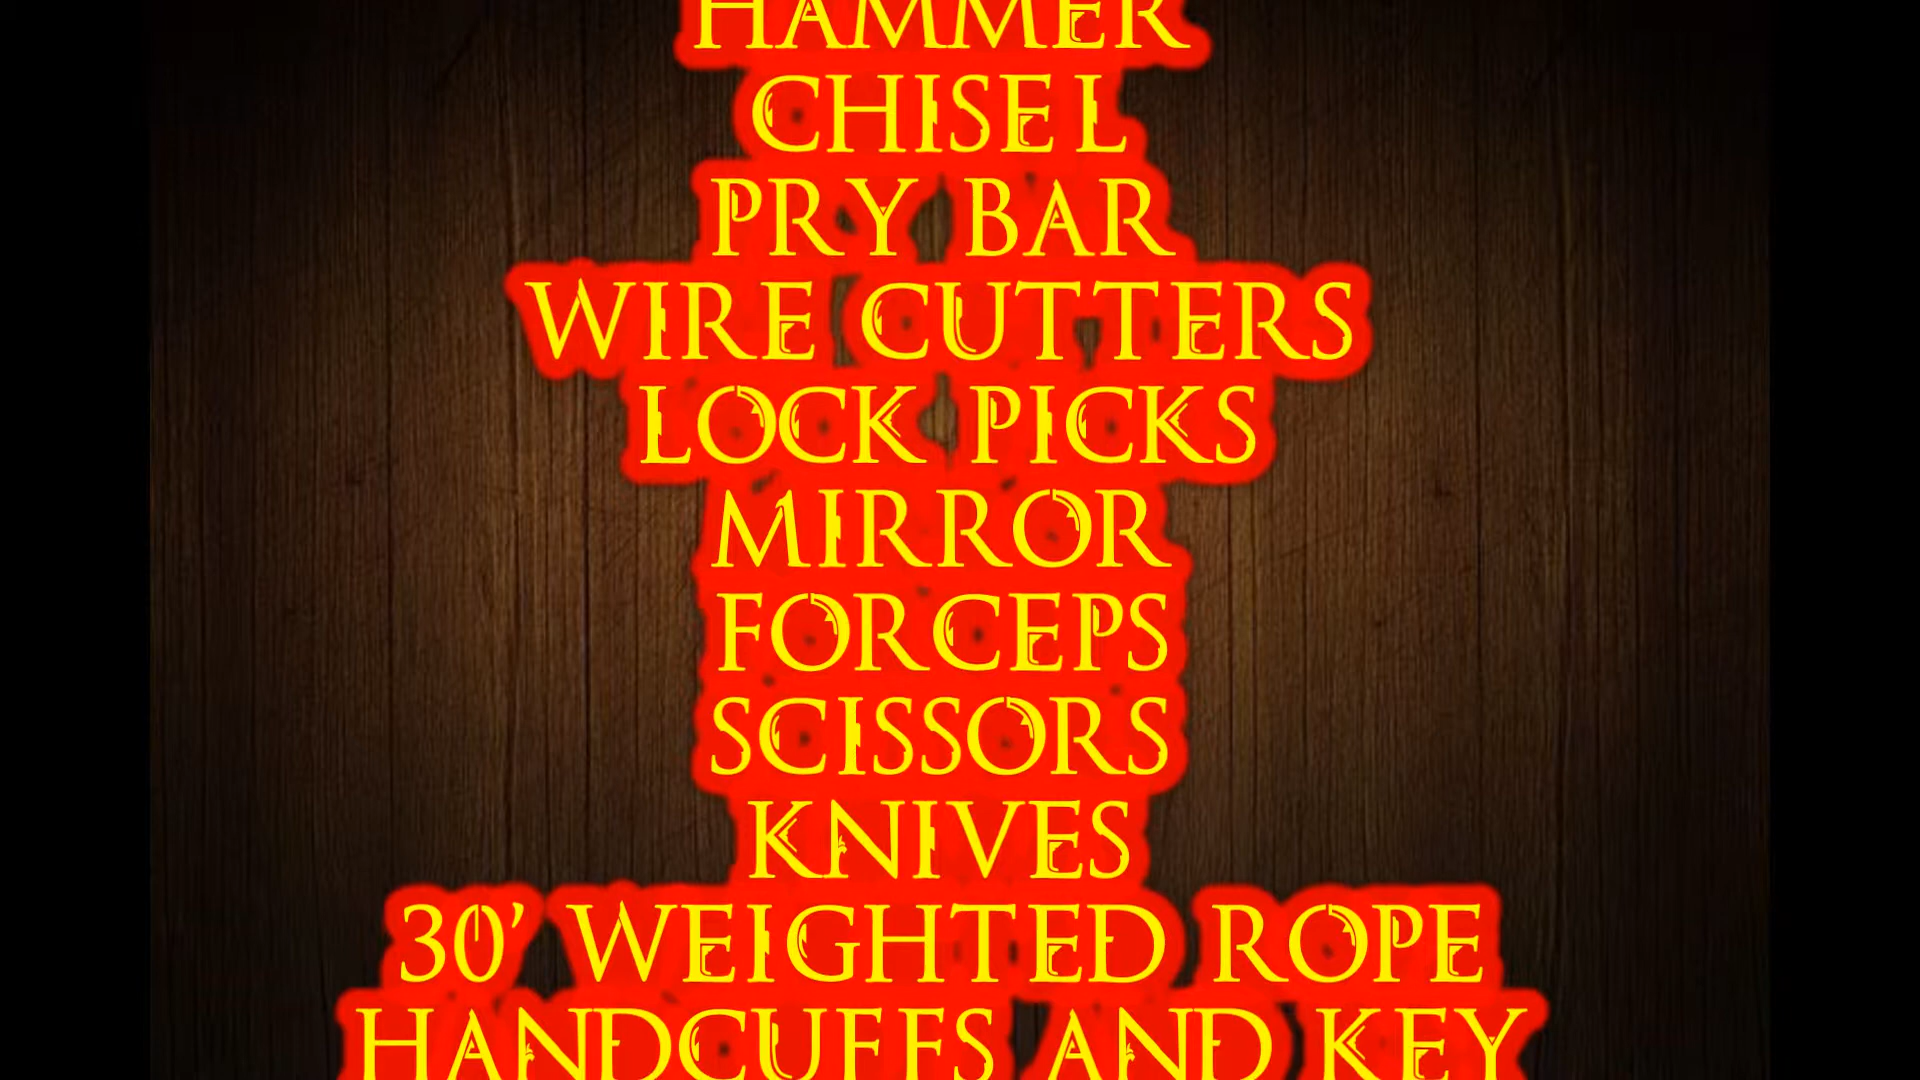 HAMMER
CHISEL
PRY BAR
WIRE CUTTERS
LOCK PICKS
MIRROR
FORCEPS
SCISSORS
KNIVES
30' WEIGHTED ROPE
HANDCUFFS AND KEY